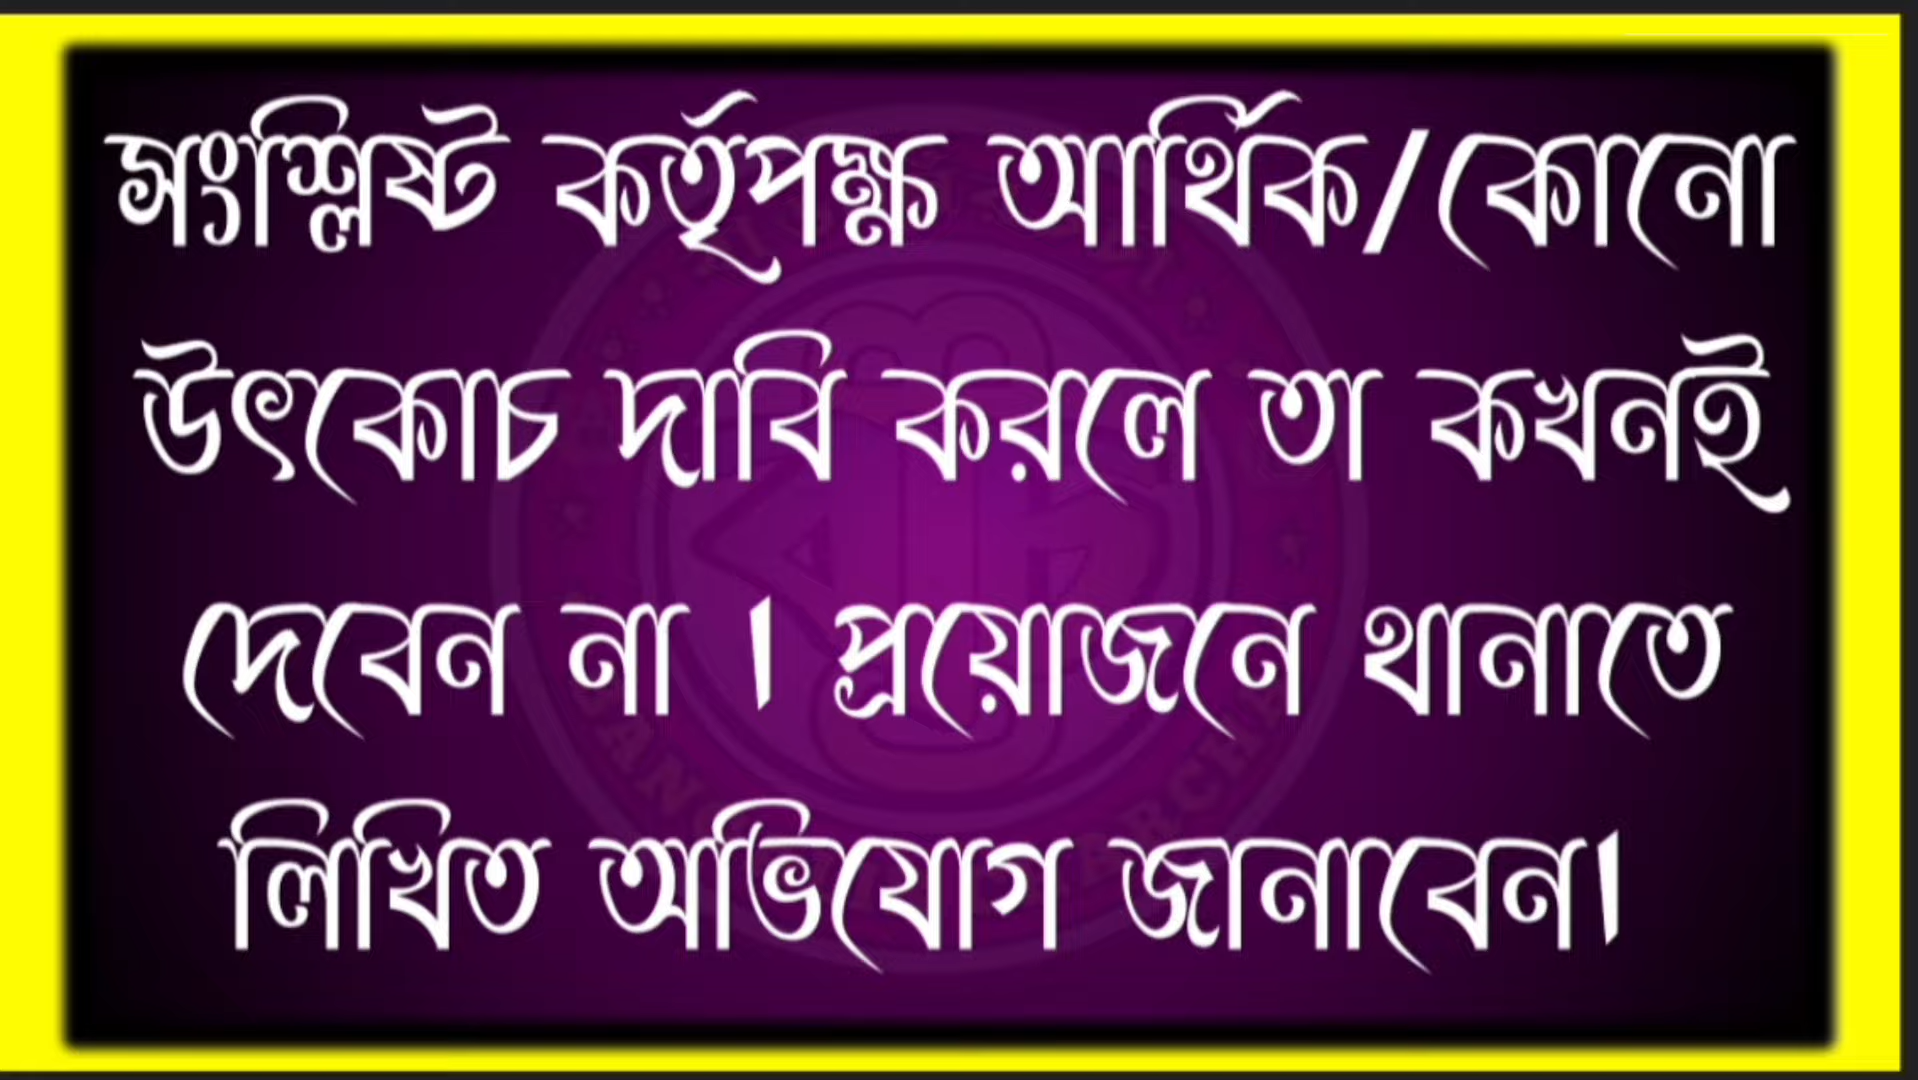 সংশ্লিষ্ট কর্তৃপক্ষ আর্থিক/কোনো
উৎকোচ দাবি করলে তা কখনই
দেবেন না । প্রয়োজনে থানাতে
লিখিত অভিযোগ জানাবেন।